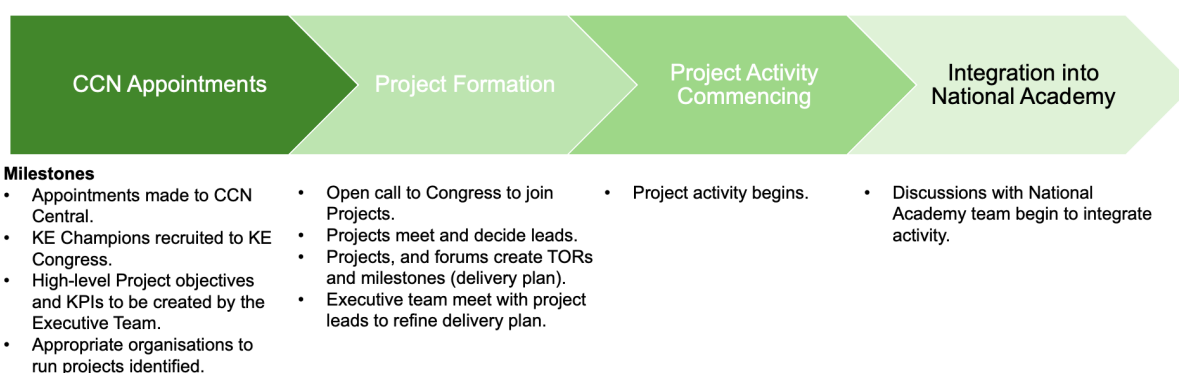 CCN Appointments
Project Formation
Project Activity
Commencing
Integration into
National Academy
Milestones
• Appointments made to CCN
Central.
• KE Champions recruited to KE
Congress.
• High-level Project objectives
and KPIs to be created by the
Executive Team.
• Appropriate organisations to
run projects identified.
• Open call to Congress to join
Projects.
• Projects meet and decide leads.
• Projects, and forums create TORs
and milestones (delivery plan).
• Executive team meet with project
leads to refine delivery plan.
• Project activity begins.
• Discussions with National
Academy team begin to integrate
activity.